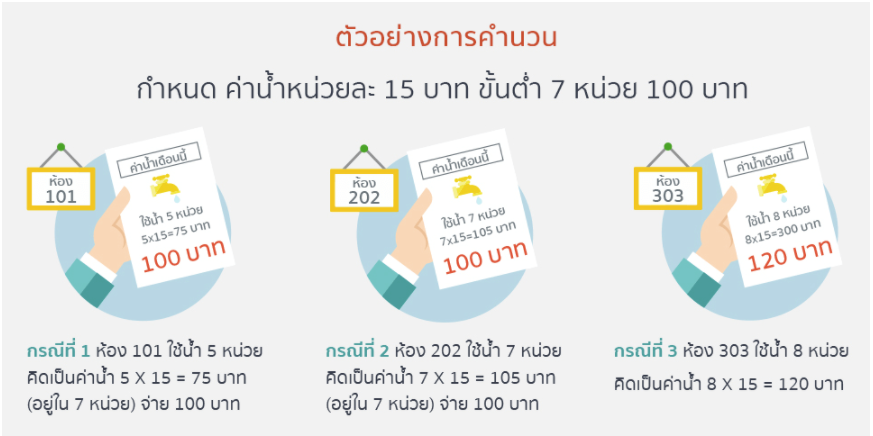 ตัวอย่างการคำนวน
กำหนด ค่าน้ำหน่วยละ 15 บาท ขั้นต่ำ 7 หน่วย 100 บาท
ห้อง
101
ค่าน้ำเดือนนี้
ใช้น้ำ 5 หน่วย
5x15=75 บาท
100 บาท
ห้อง
202
ค่าน้ำเดือนนี้
ใช้น้ำ 7 หน่วย
7x15=105 บาท
100 บาท
ห้อง
303
ค่าน้ำเดือนนี้
ใช้น้ำ 8 หน่วย
8x15=300 บาท
120 บาท
กรณีที่ 1 ห้อง 101 ใช้น้ำ 5 หน่วย
คิดเป็นค่าน้ำ 5 X 15 = 75 บาท
(อยู่ใน 7 หน่วย) จ่าย 100 บาท
กรณีที่ 2 ห้อง 202 ใช้น้ำ 7 หน่วย
คิดเป็นค่าน้ำ 7 X 15 = 105 บาท
(อยู่ใน 7 หน่วย) จ่าย 100 บาท
กรณีที่ 3 ห้อง 303 ใช้น้ำ 8 หน่วย
คิดเป็นค่าน้ำ 8 X 15 = 120 บาท